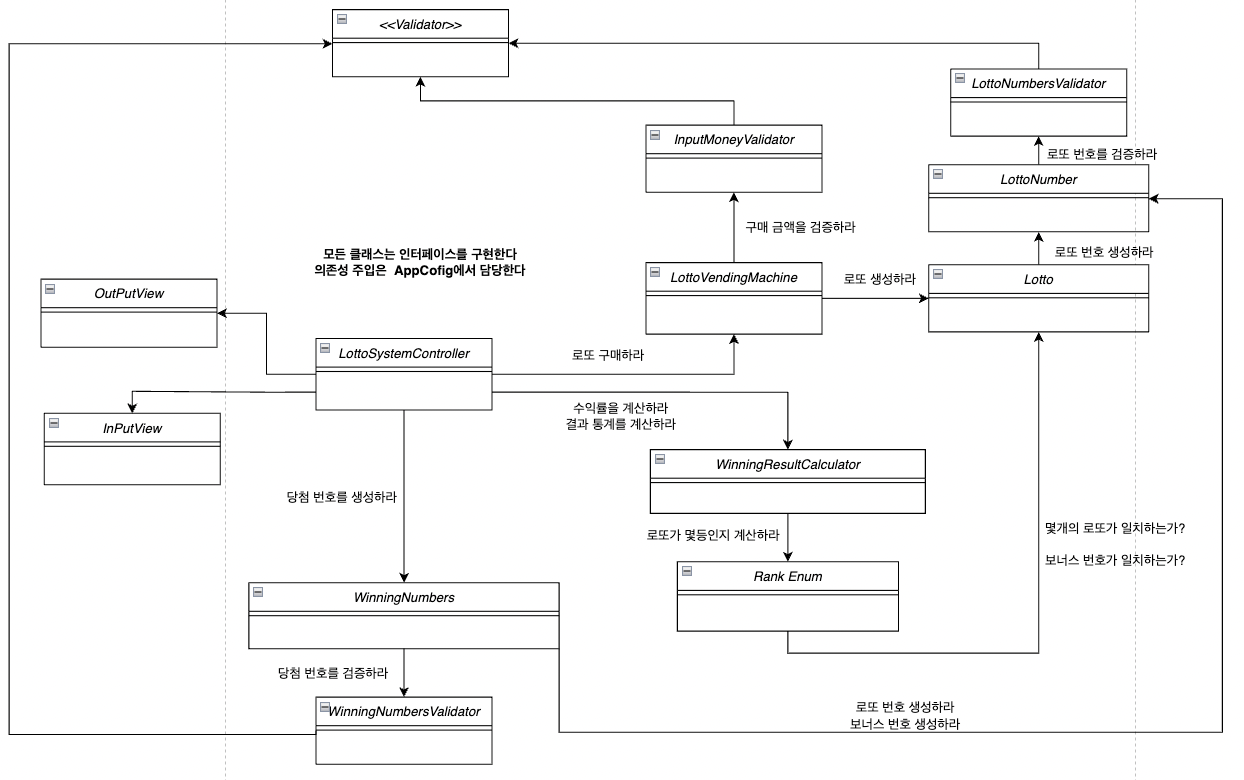 <<Validator>>
LottoNumbersValidator
InputMoneyValidator
로또 번호를 검증하라
LottoNumber
구매 금액을 검증하라
모든 클래스는 인터페이스를 구현한다
의존성 주입은 AppCofig에서 담당한다
로또 번호 생성하라
LottoVendingMachine
로또 생성하라
Lotto
OutPutView
LottoSystemController
로또 구매하라
수익률을 계산하라
결과 통계를 계산하라
InPutView
WinningResultCalculator
당첨 번호를 생성하라
로또가 몇등인지 계산하라
몇개의 로또가 일치하는가?
보너스 번호가 일치하는가?
Rank Enum
WinningNumbers
당첨 번호를 검증하라
WinningNumbersValidator
로또 번호 생성하라
보너스 번호 생성하라